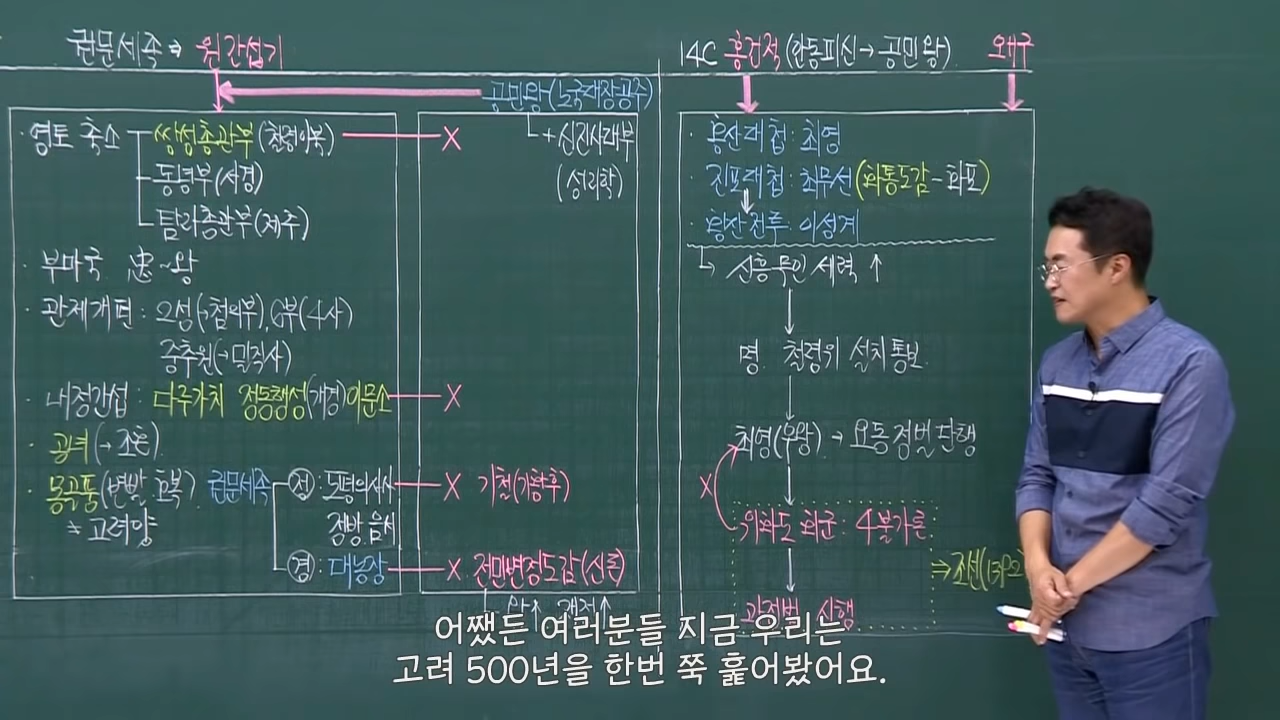 권문세족 ⇒ 원간섭기
공민왕(노국대장공주)
· 영토 축소 쌍성총관부(철령이북) X
동녕부(서경)
탐라총관부(제주)
· 부마국 忠~왕
· 관제개편 : 2성(→첨의부), 6부(4사)
중추원(→밀직사)
· 내정간섭 : 다루가치 정동행성(개경)이문소 X
· 공녀(→조혼)
· 몽골풍(변발, 호복) 권문세족 정 : 도평의사사 X 기철(기황후)
* 고려양 정방, 음서
경 : 대농장 X 전민변정도감(신돈)
왕↑ 재정↑
+ 신진사대부
(성리학)
14C 홍건적(안동피신→공민왕) 왜구
· 홍산대첩 : 최영
· 진포대첩 : 최무선(화통도감-화포)
· 황산전투 : 이성계
신흥무인세력↑
명. 철령위 설치통보
최영(우왕) → 요동정벌단행
X
위화도 회군 : 4불가론
⇒ 조선(1392
과전법 시행
어쨌든 여러분들 지금 우리는
고려 500년을 한번 쭉 훑어봤어요.